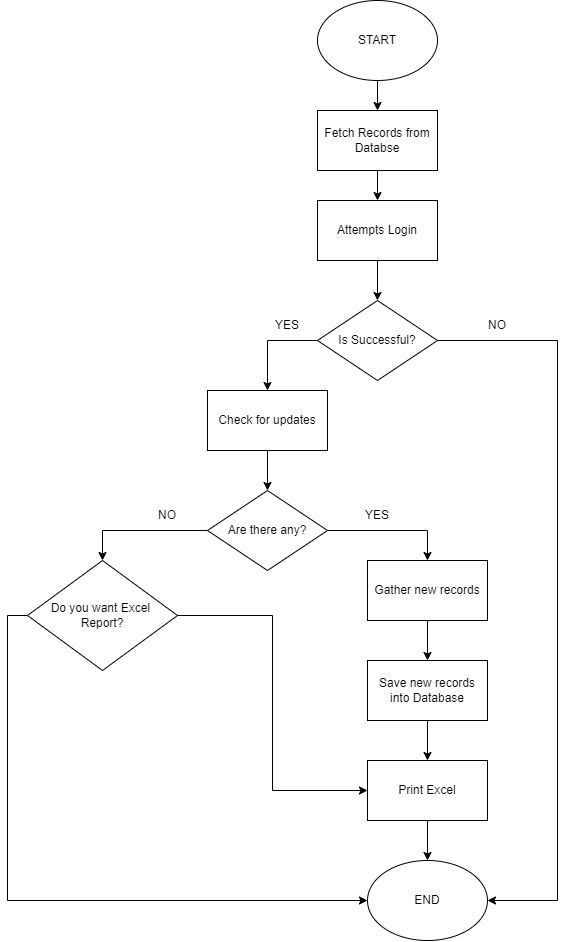 START
Fetch Records from
Databse
Attempts Login
Is Successful?
YES
NO
Check for updates
Are there any?
NO
YES
Do you want Excel
Report?
Gather new records
Save new records
into Database
Print Excel
END